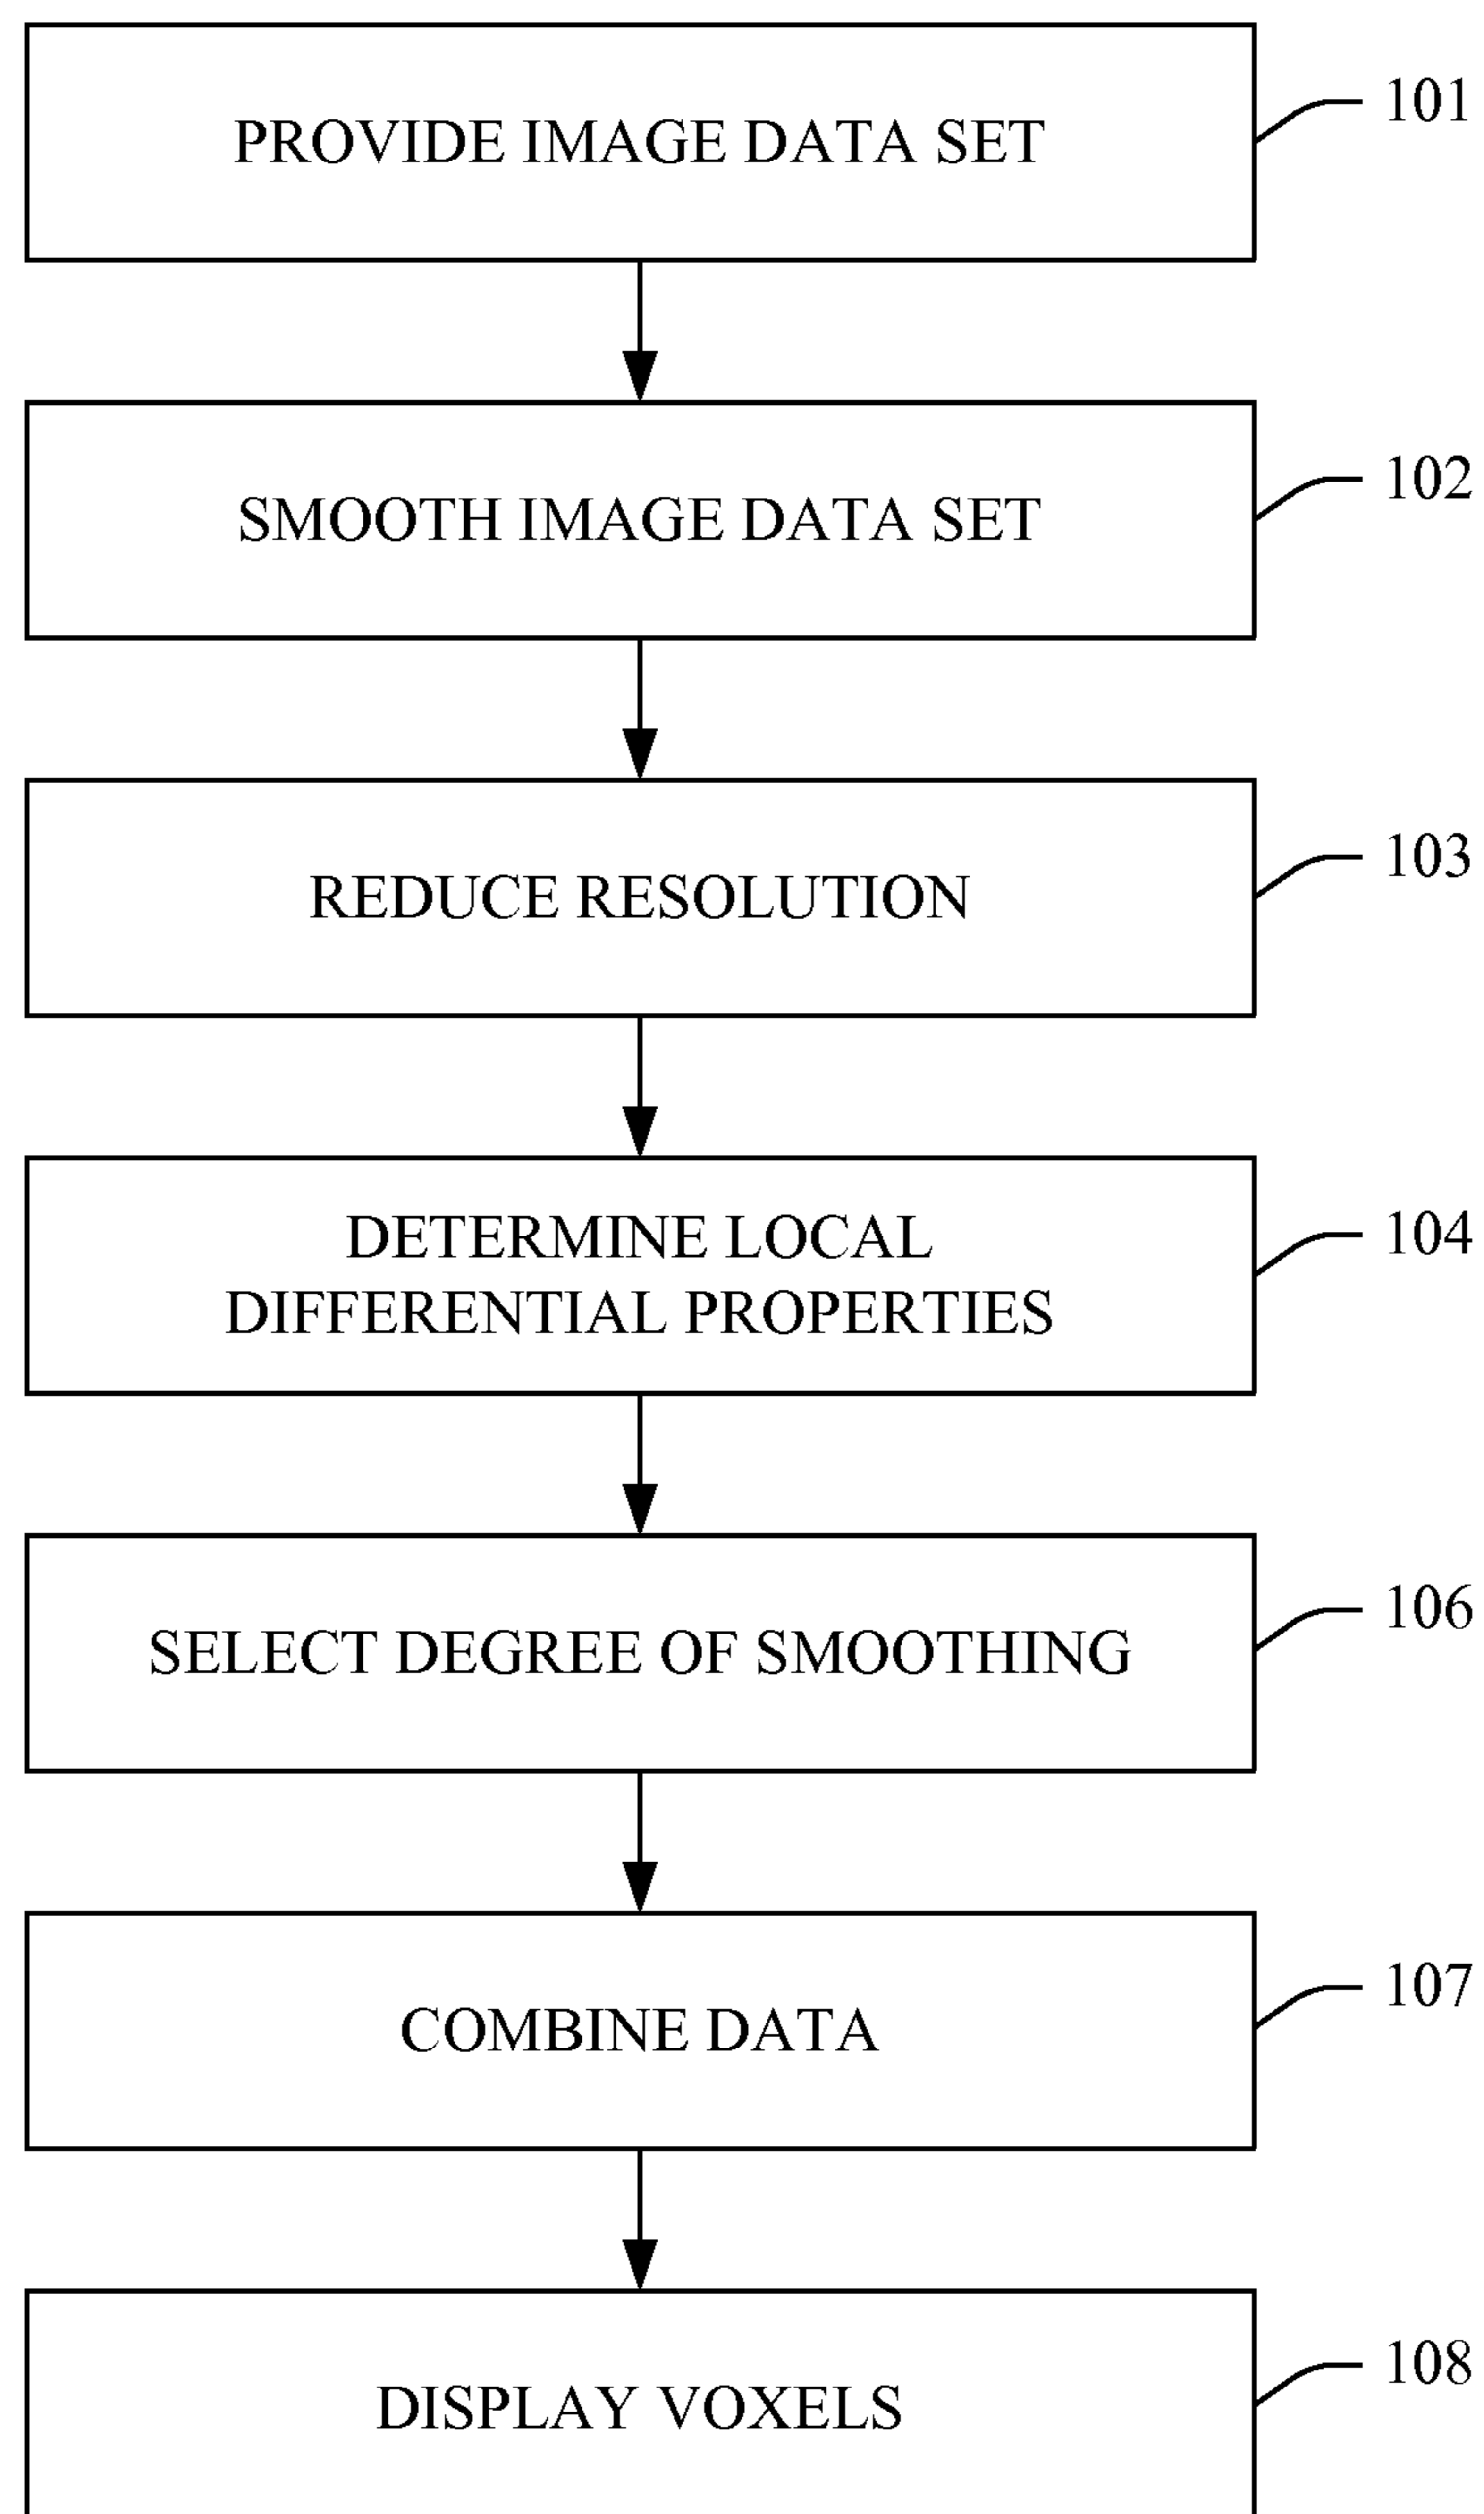 PROVIDE IMAGE DATA SET
101
SMOOTH IMAGE DATA SET
102
REDUCE RESOLUTION
103
DETERMINE LOCAL
DIFFERENTIAL PROPERTIES
104
SELECT DEGREE OF SMOOTHING
106
COMBINE DATA
107
DISPLAY VOXELS
108